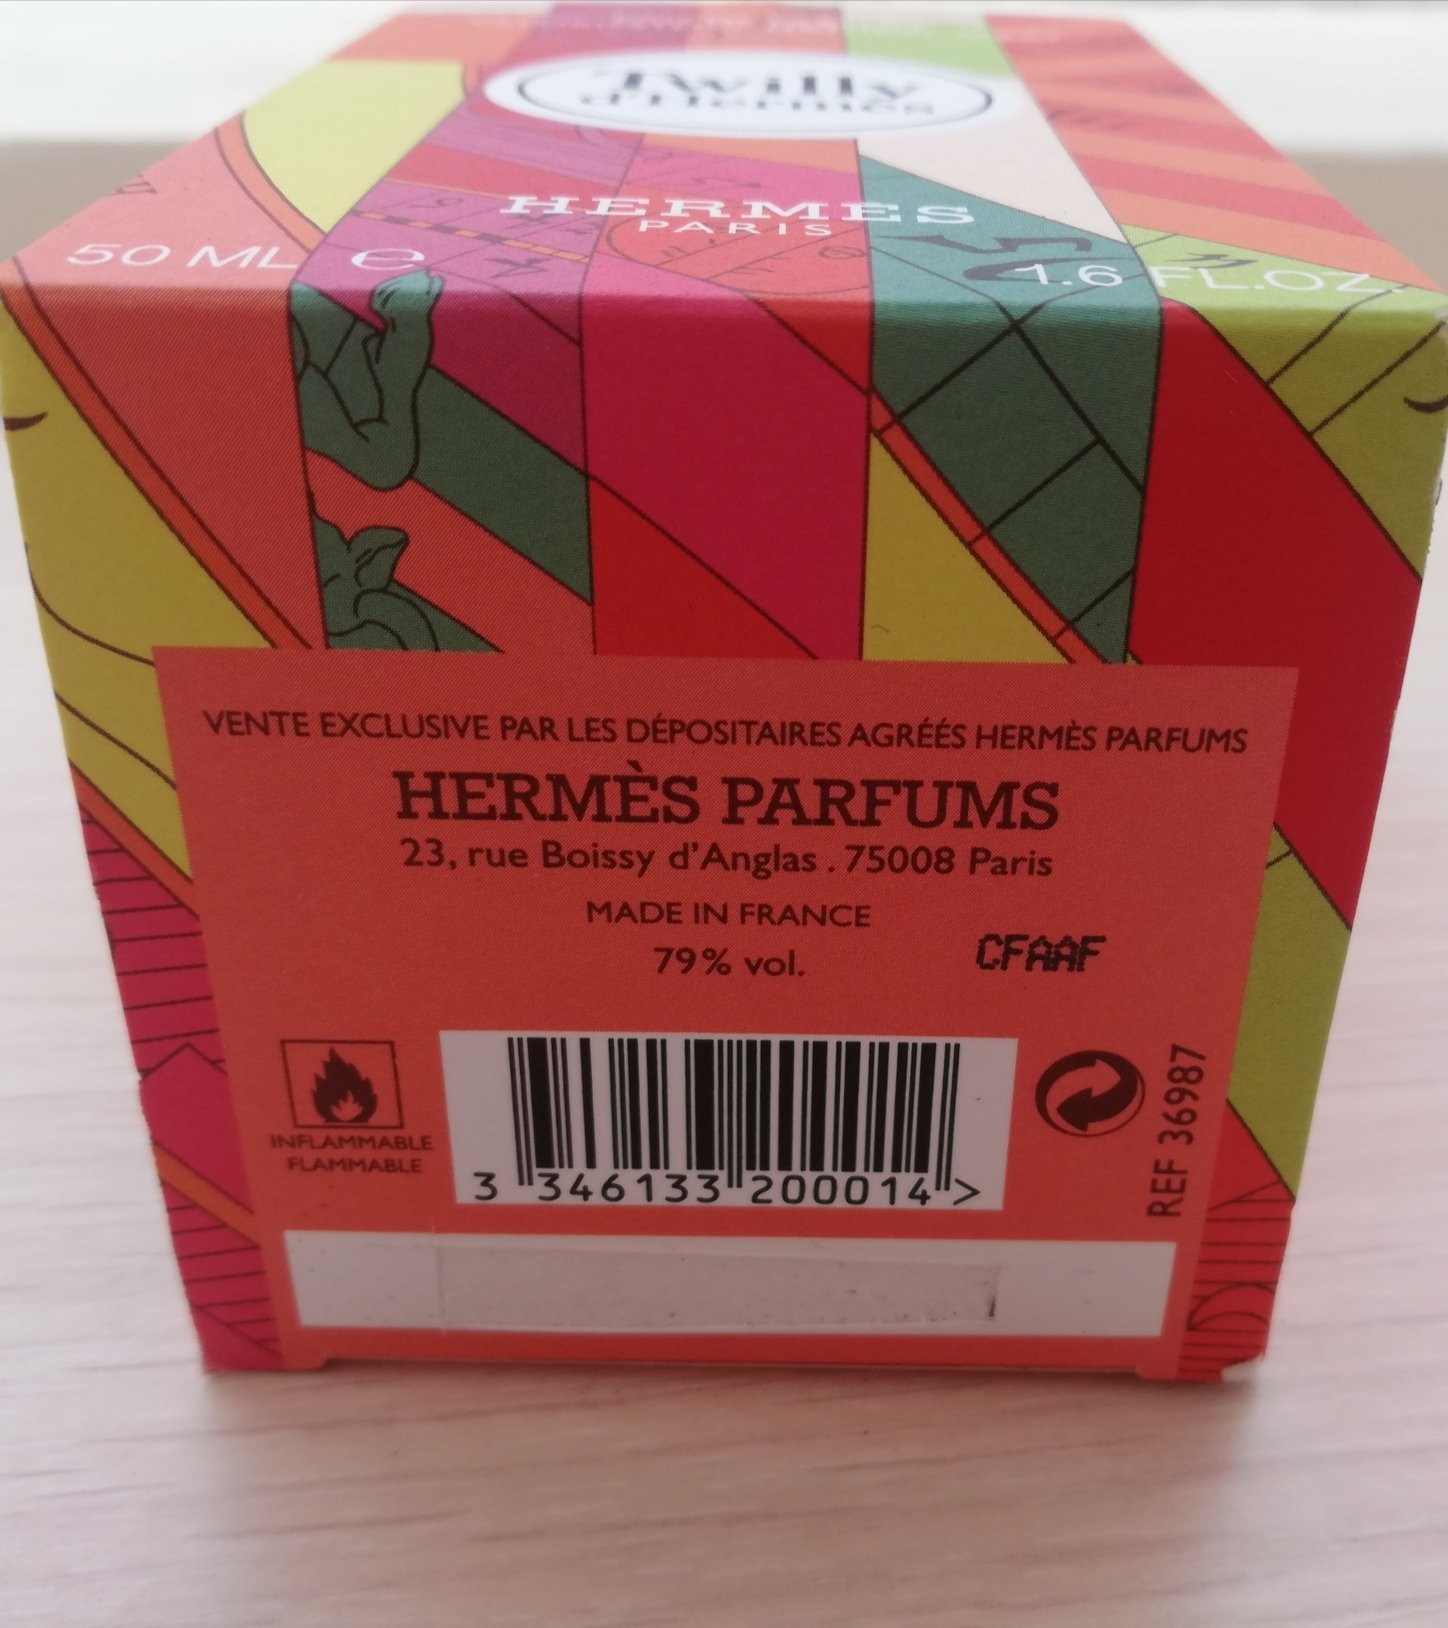 Twilly
d'Hermès
HERMES
PARIS
50 ML e 1.6 FL.OZ.
VENTE EXCLUSIVE PAR LES DÉPOSITAIRES AGRÉÉS HERMÈS PARFUMS
HERMÈS PARFUMS
23, rue Boissy d'Anglas . 75008 Paris
MADE IN FRANCE
79% vol.
CFAAF
INFLAMMABLE
FLAMMABLE
3 346133 200014 >
REF 36987